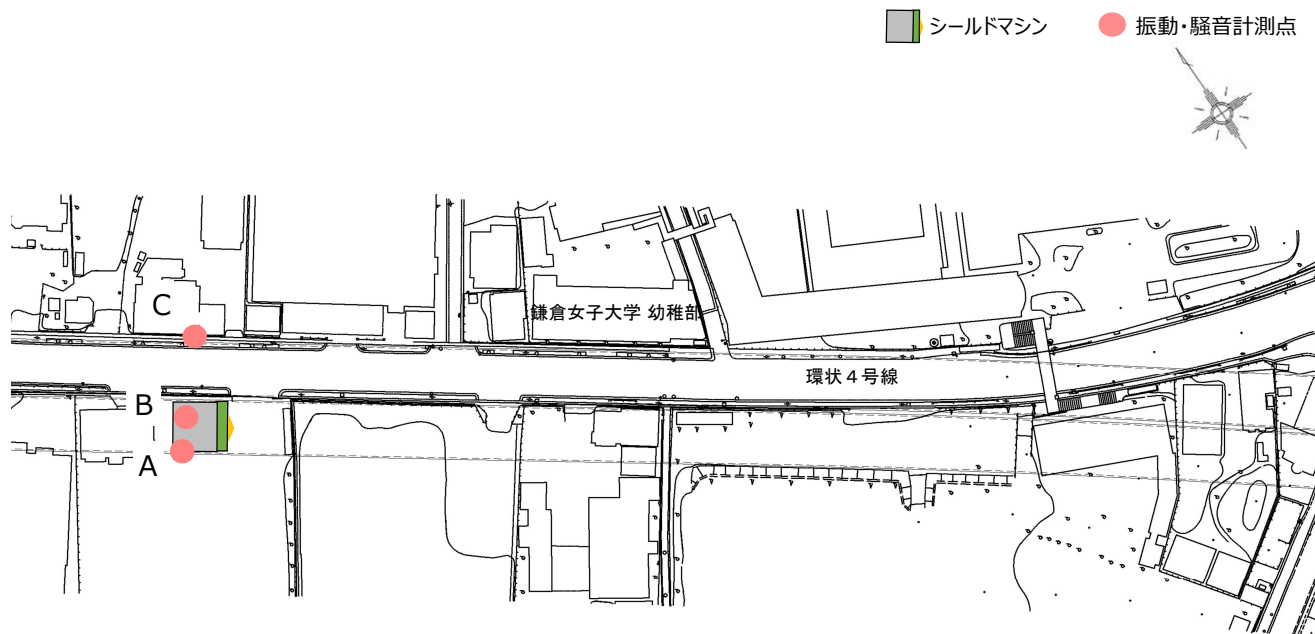 シールドマシン
振動・騒音計測点
C
鎌倉女子大学 幼稚部
環状４号線
B
A